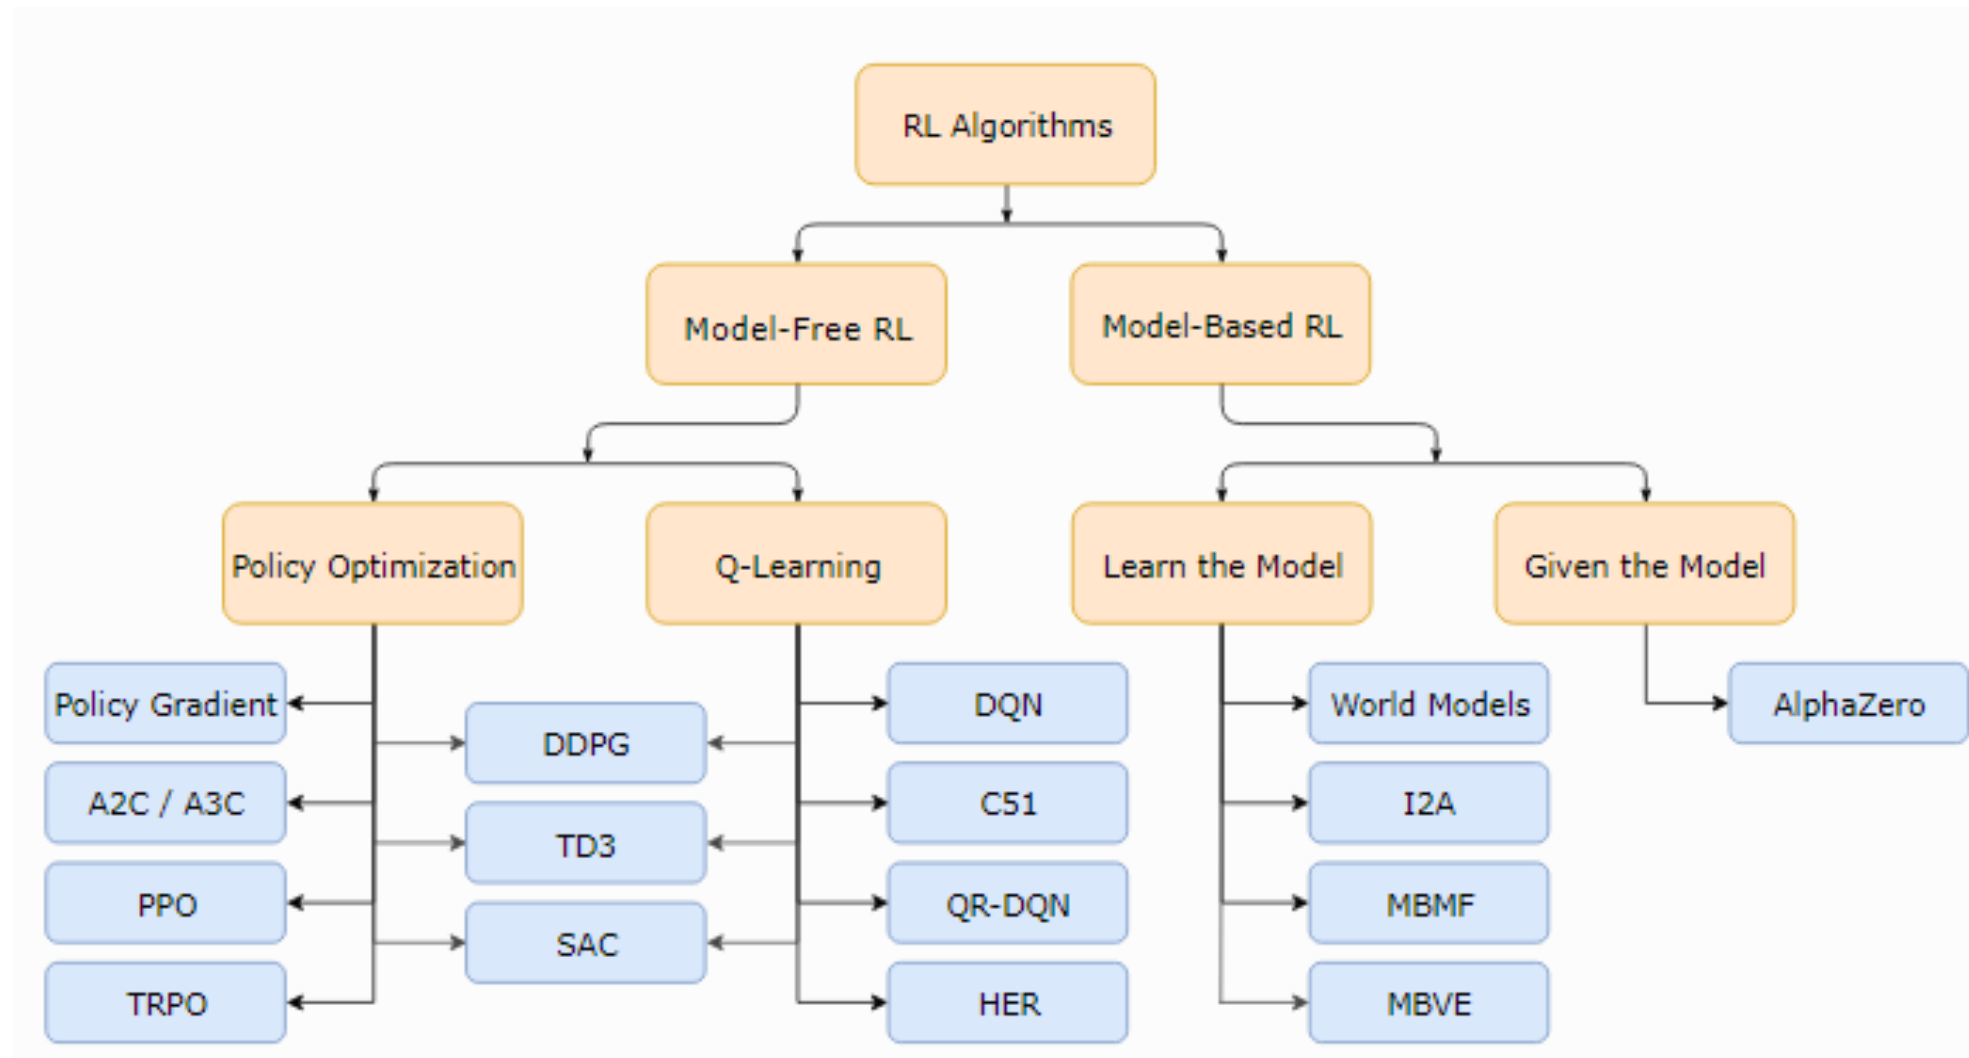 RL Algorithms
Model-Free RL
Model-Based RL
Policy Optimization
Q-Learning
Learn the Model
Given the Model
Policy Gradient
DDPG
DQN
World Models
AlphaZero
A2C / A3C
TD3
C51
I2A
PPO
SAC
QR-DQN
MBMF
TRPO
HER
MBVE